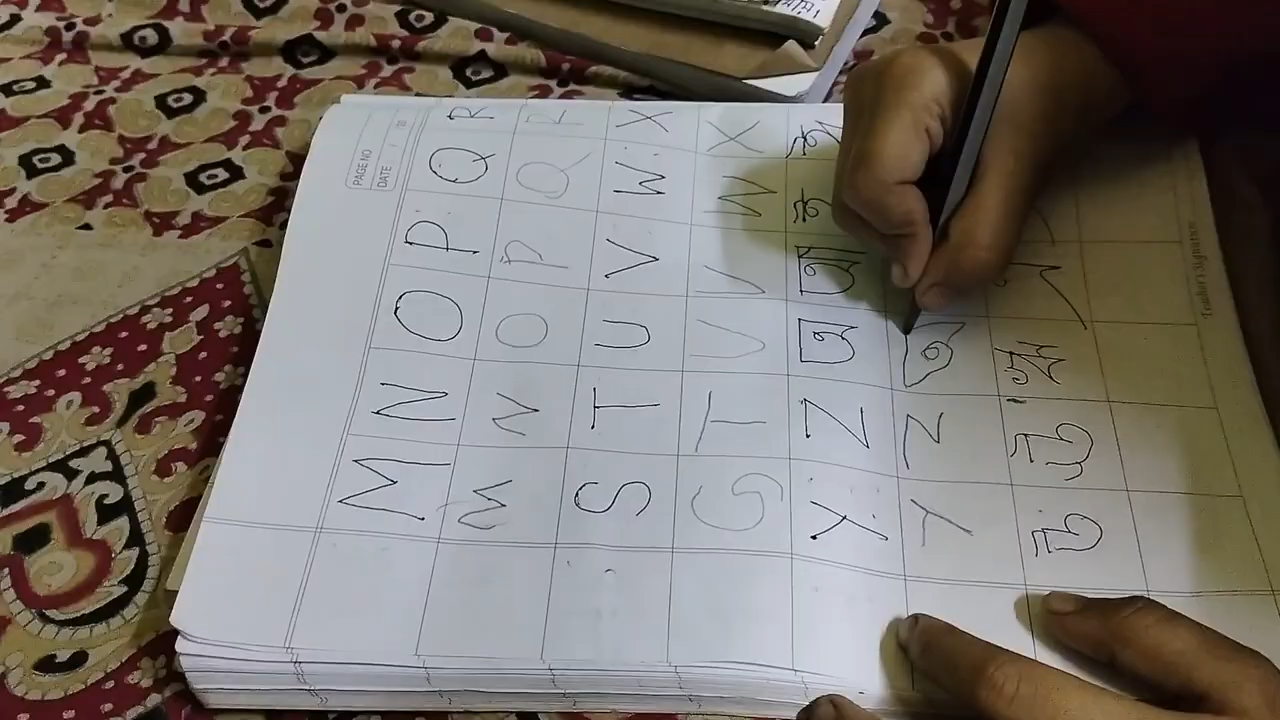 PAGE NO
DATE
M N O P Q R
M N O P Q R
S T U V W X
S T U V W X
Y Z অ আ ই ঈ
Y Z অ
উ ঊ ঋ
Teacher's Signature